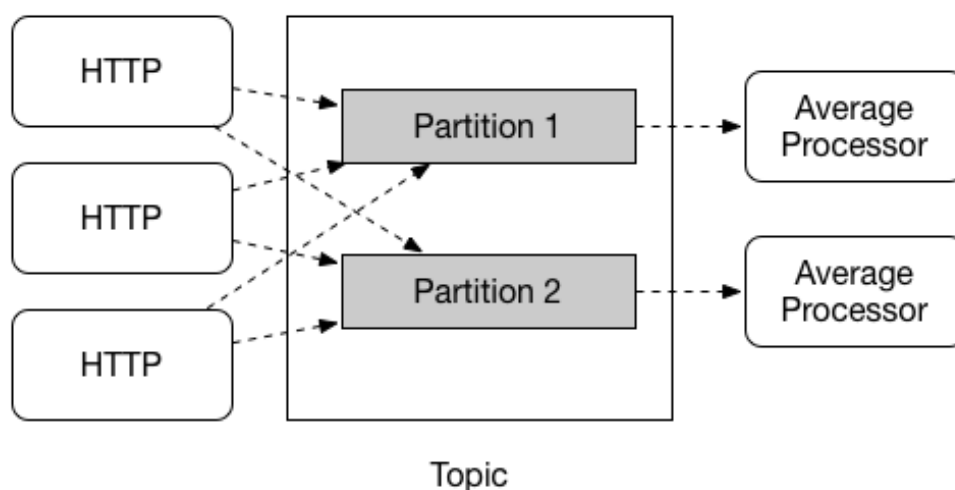 HTTP
HTTP
HTTP
Partition 1
Partition 2
Average
Processor
Average
Processor
Topic